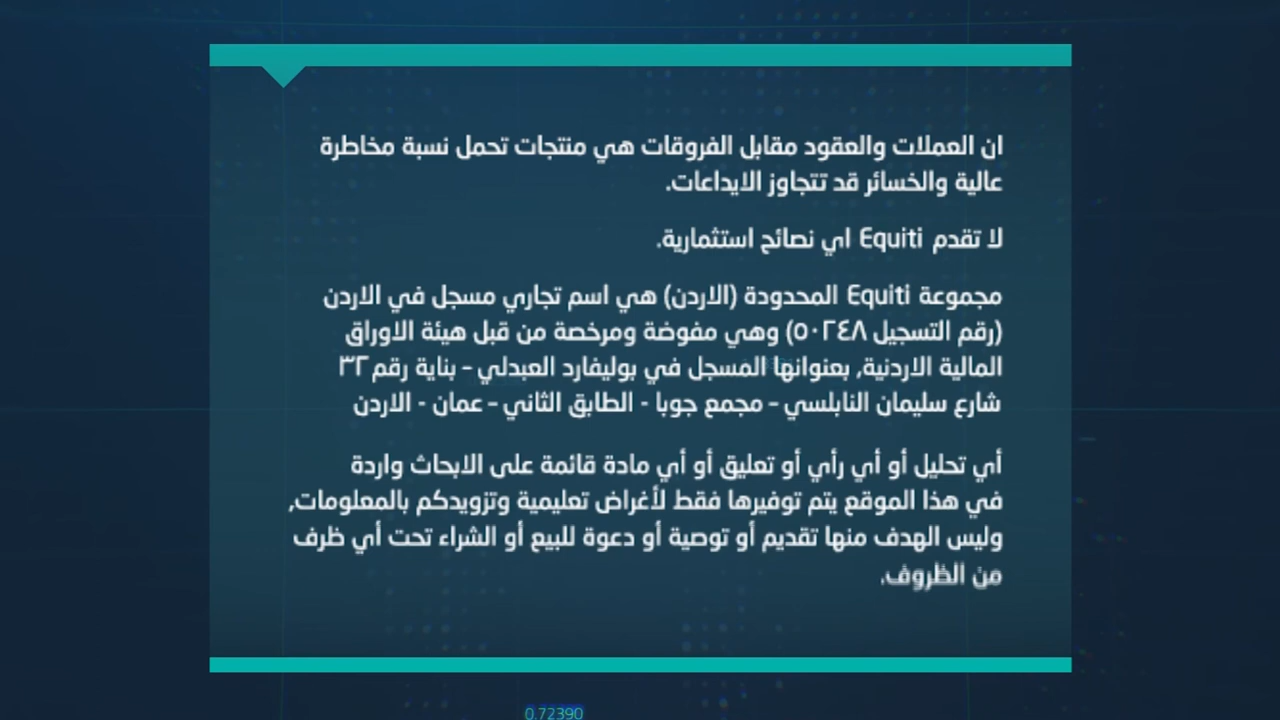 ان العملات والعقود مقابل الفروقات هي منتجات تحمل نسبة مخاطرة
عالية والخسائر قد تتجاوز الايداعات.
لا تقدم Equiti اي نصائح استثمارية.
مجموعة Equiti المحدودة (الاردن) هي اسم تجاري مسجل في الاردن
(رقم التسجيل ٥٠٢٤٨) وهي مفوضة ومرخصة من قبل هيئة الاوراق
المالية الاردنية, بعنوانها المسجل في بوليفارد العبدلي – بناية رقم ٣٢
شارع سليمان النابلسي – مجمع جوبا - الطابق الثاني – عمان - الاردن
أي تحليل أو أي رأي أو تعليق أو أي مادة قائمة على الابحاث واردة
في هذا الموقع يتم توفيرها فقط لأغراض تعليمية وتزويدكم بالمعلومات,
وليس الهدف منها تقديم أو توصية أو دعوة للبيع أو الشراء تحت أي ظرف
من الظروف.
0.72390